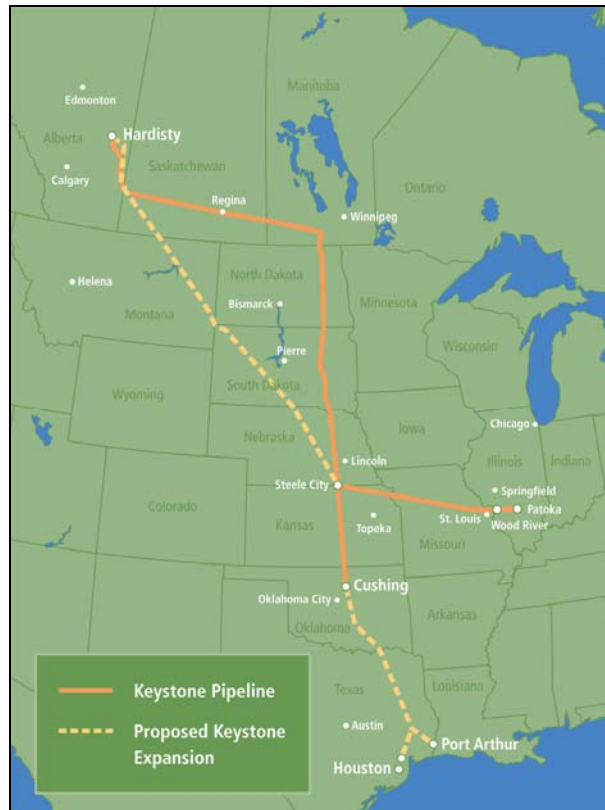 Edmonton
Manitoba
Hardisty
Alberta
Calgary
Saskatchewan
Ontario
Regina
Winnipeg
Helena
North Dakota
Bismarck
Montana
Minnesota
Wisconsin
Pierre
South Dakota
Wyoming
Chicago
Nebraska
Iowa
Lincoln
Illinois
Indiana
Steele City
Springfield
Colorado
Kansas
Topeka
St. Louis
Wood River
Patoka
Missouri
Cushing
Oklahoma City
Oklahoma
Arkansas
Texas
Louisiana
Austin
Port Arthur
Houston
Keystone Pipeline
Proposed Keystone
Expansion